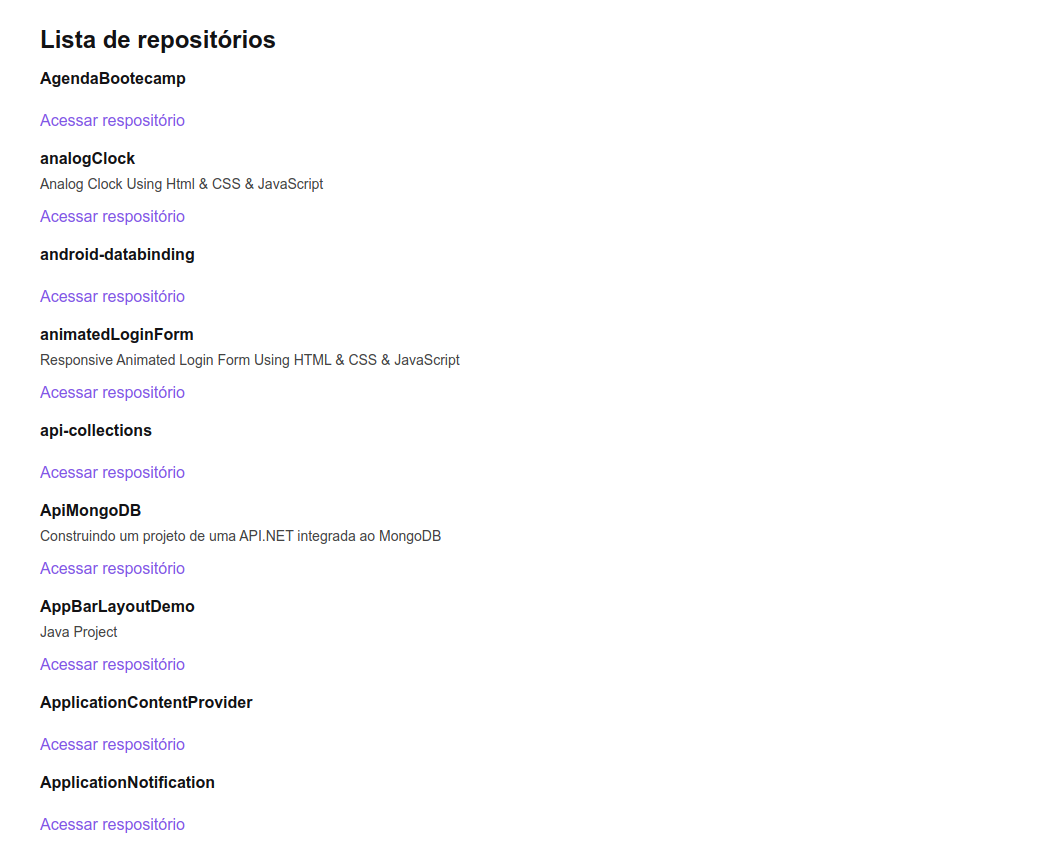 Lista de repositórios
AgendaBootecamp
Acessar respositório
analogClock
Analog Clock Using Html & CSS & JavaScript
Acessar respositório
android-databinding
Acessar respositório
animatedLoginForm
Responsive Animated Login Form Using HTML & CSS & JavaScript
Acessar respositório
api-collections
Acessar respositório
ApiMongoDB
Construindo um projeto de uma API.NET integrada ao MongoDB
Acessar respositório
AppBarLayoutDemo
Java Project
Acessar respositório
ApplicationContentProvider
Acessar respositório
ApplicationNotification
Acessar respositório